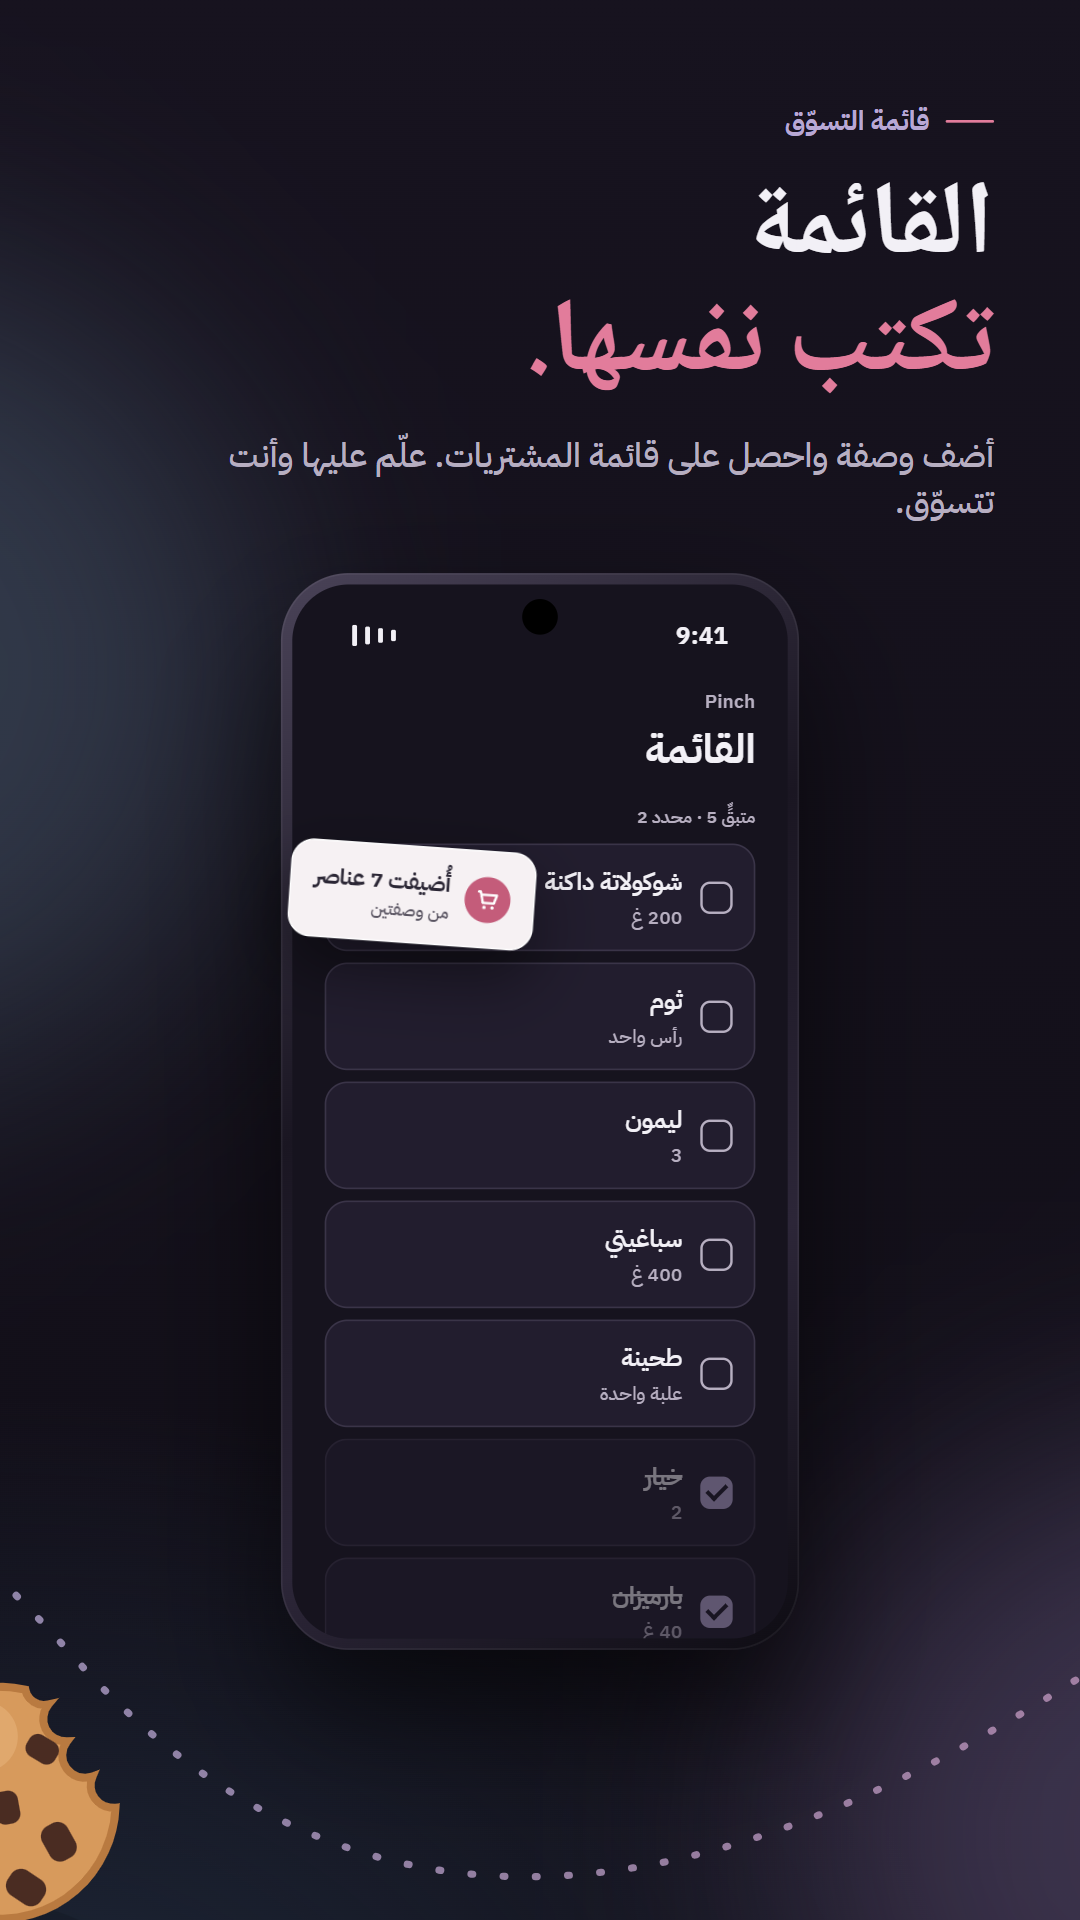 قائمة التسوّق
القائمة
تكتب نفسها.
أضف وصفة واحصل على قائمة المشتريات. علّم عليها وأنت
تتسوّق.
9:41
Pinch
القائمة
متبقٍّ 5 · محدد 2
شوكولاتة داكنة
200 غ
أُضيفت 7 عناصر
من وصفتين
ثوم
رأس واحد
ليمون
3
سباغيتي
400 غ
طحينة
علبة واحدة
خيار
2
بارميزان
40 غ